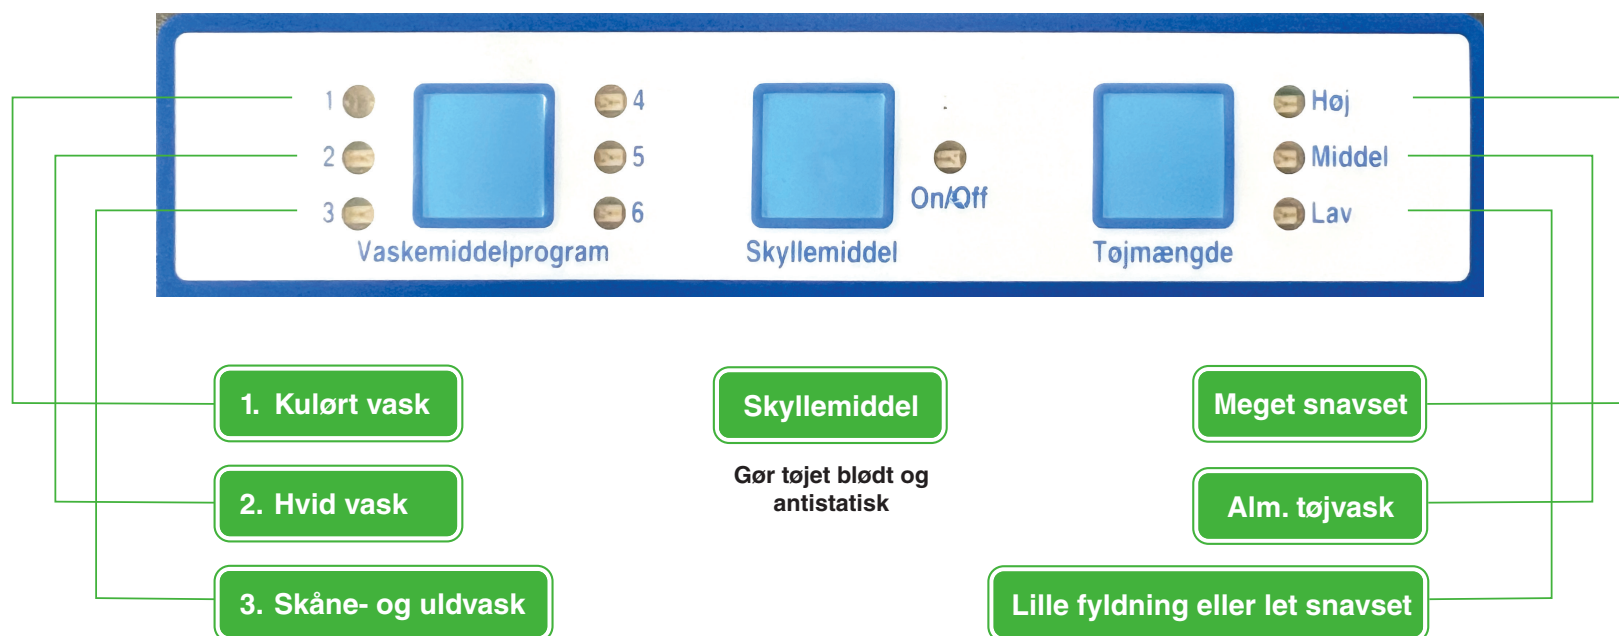 1
4
Høj
2
5
Middel
3
6
On/Off
Lav
Vaskemiddelprogram
Skyllemiddel
Tøjmængde
1. Kulørt vask
Skyllemiddel
Meget snavset
Gør tøjet blødt og
antistatisk
2. Hvid vask
Alm. tøjvask
3. Skåne- og uldvask
Lille fyldning eller let snavset